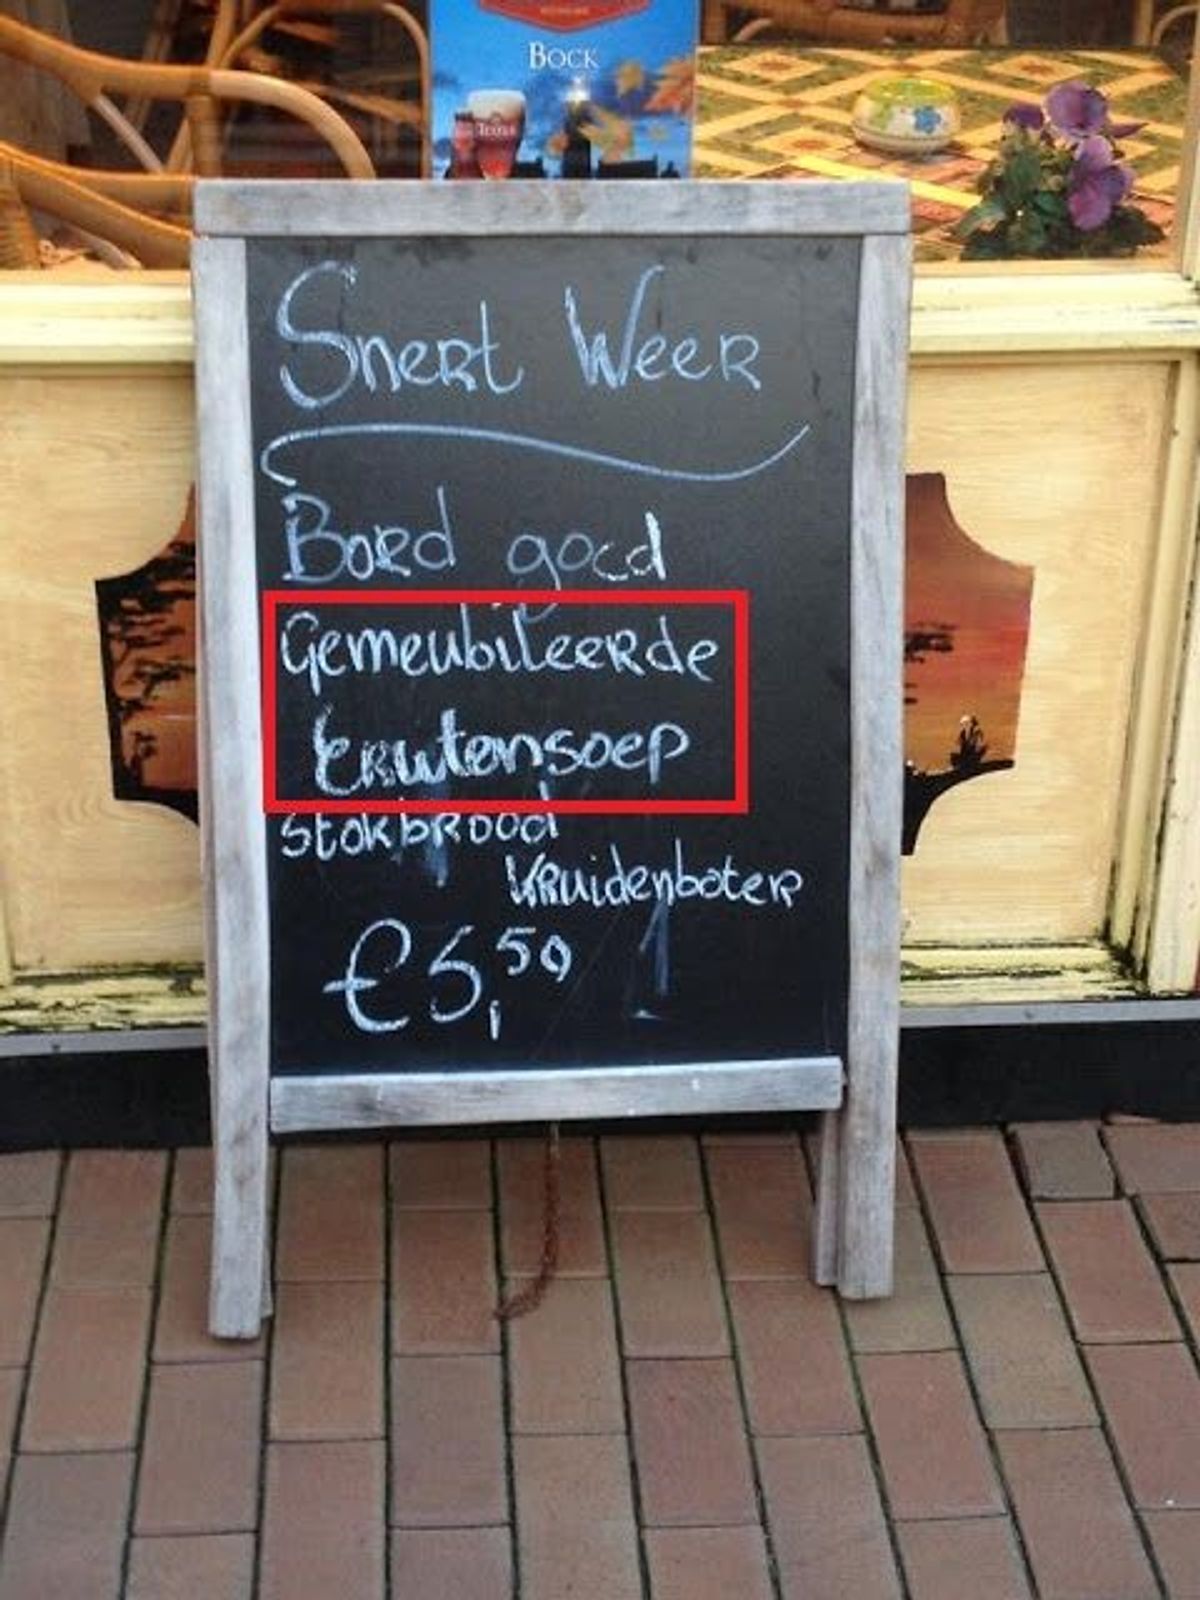 BOCK
Snert Weer
Bord goed
Gemeubileerde
Erwtensoep
Stokbrood
Kruidenboter
€5,50